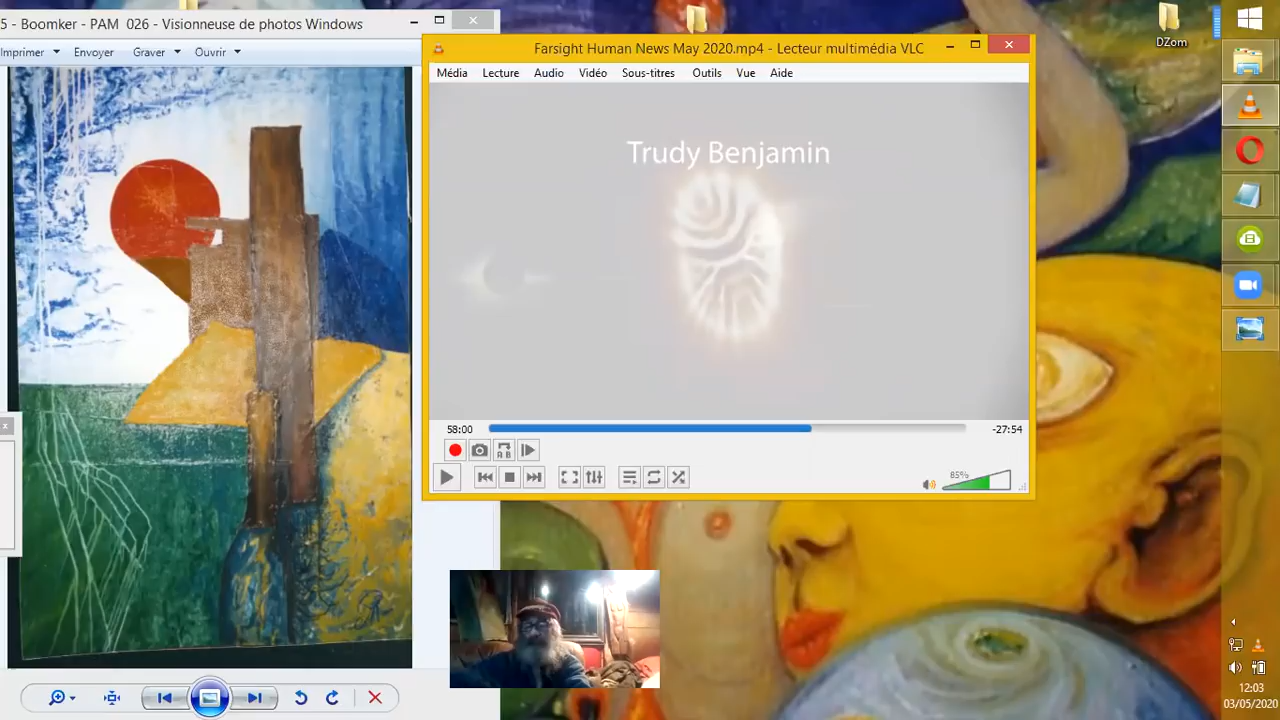 5 - Boomker - PAM 026 - Visionneuse de photos Windows
Imprimer Envoyer Graver Ouvrir
Farsight Human News May 2020.mp4 - Lecteur multimédia VLC
Média Lecture Audio Vidéo Sous-titres Outils Vue Aide
Trudy Benjamin
58:00
-27:54
A B
85%
DZom
12:03
03/05/2020